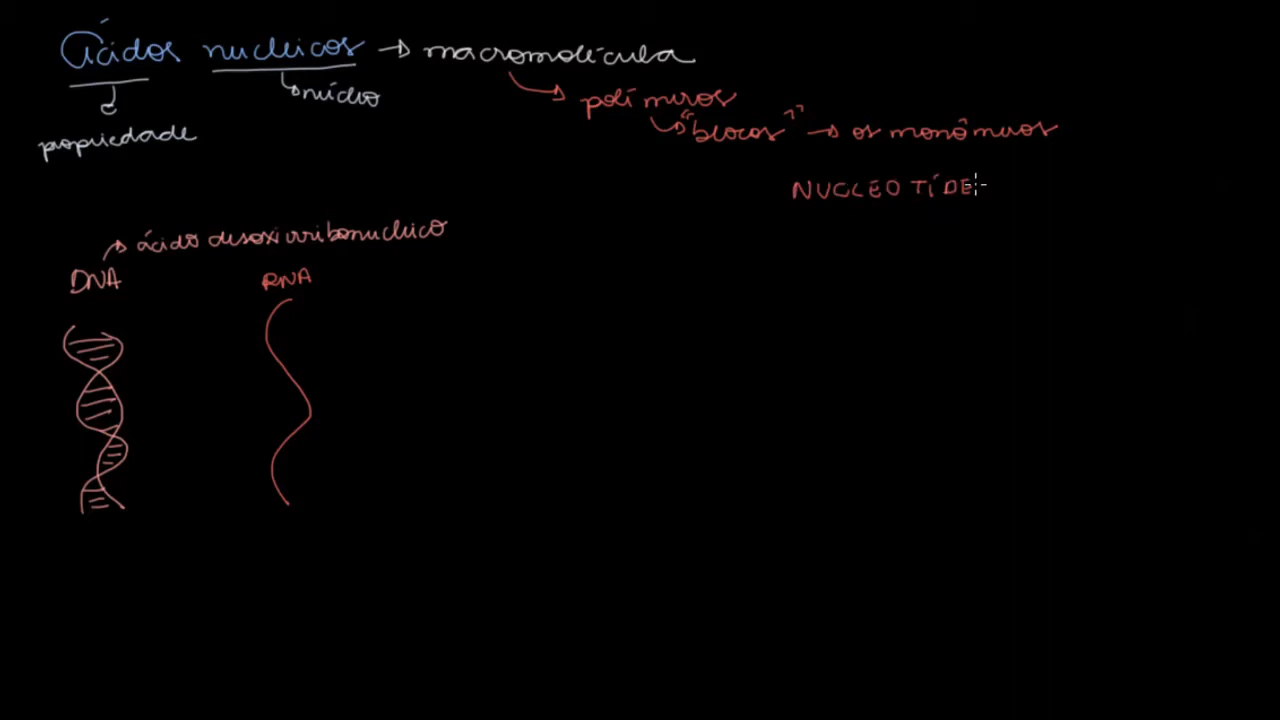 Ácidos nucleicos → macromolécula
núcleo
polímeros
propriedade
"blocos" → os monômeros
NUCLEOTÍDE
ácido desoxirribonucleico
DNA
RNA